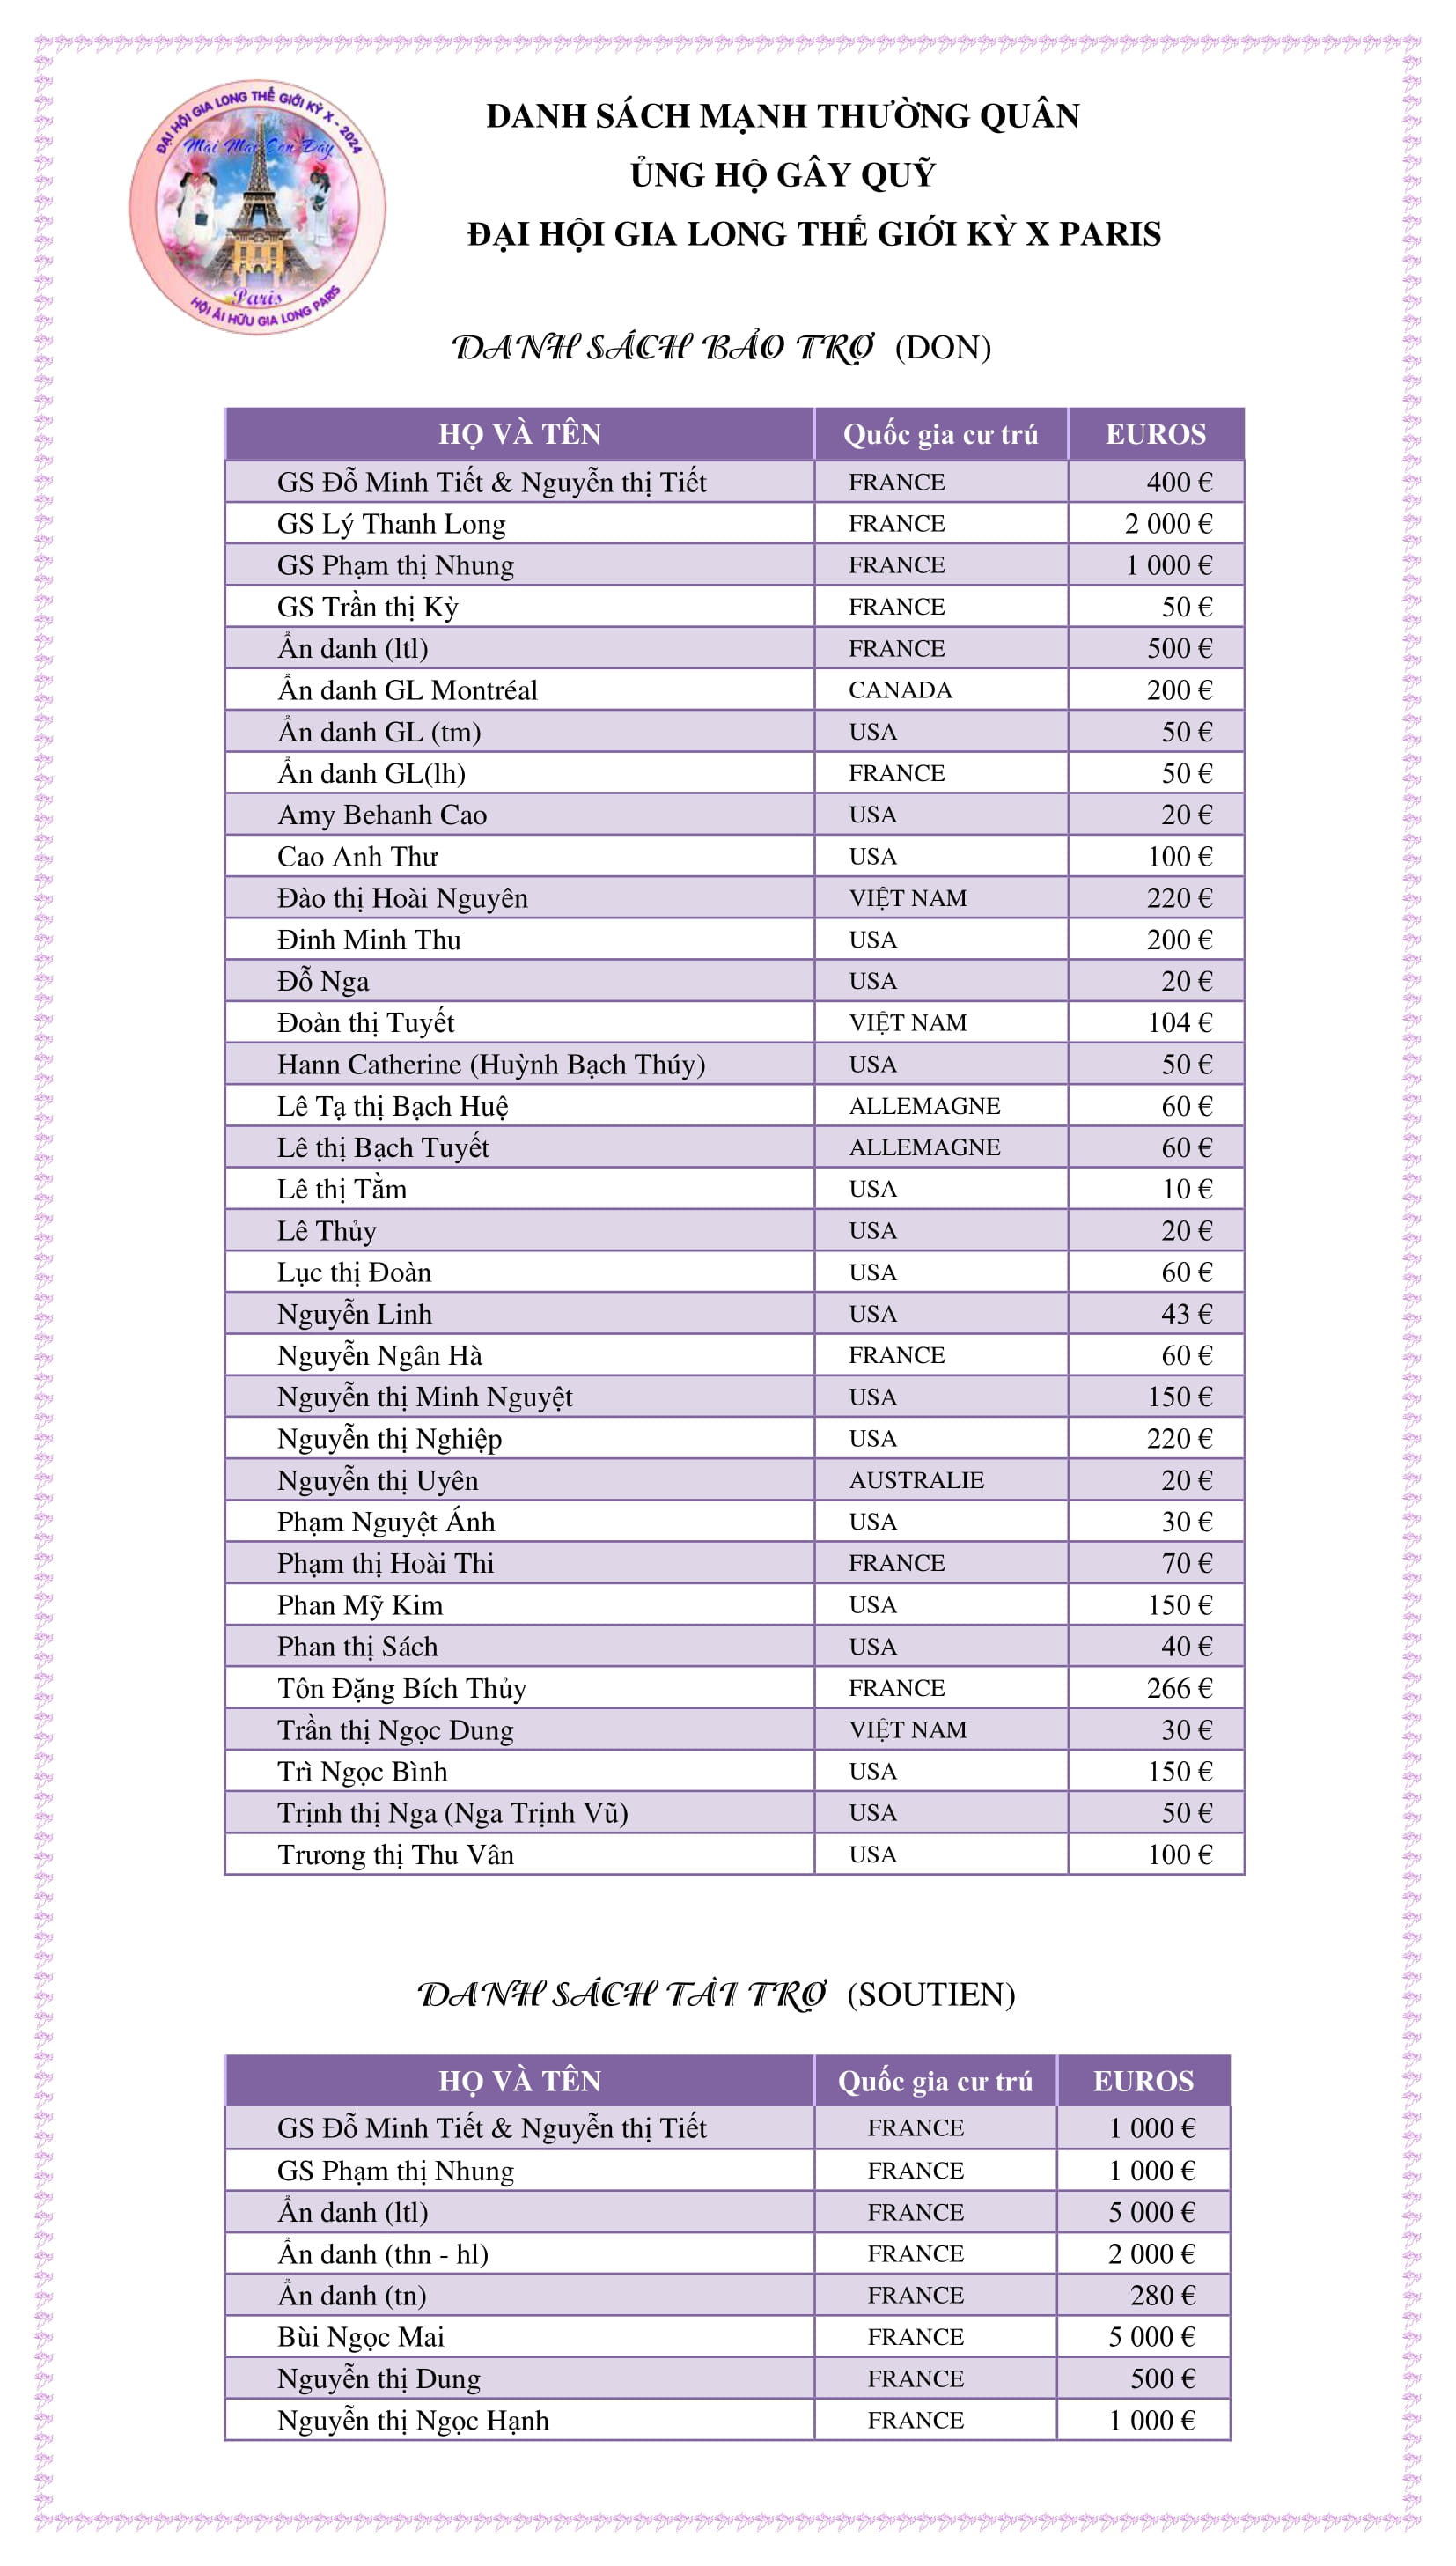 ĐẠI HỘI GIA LONG THẾ GIỚI KỲ X - 2024
Mãi Mãi Còn Đây
Paris
HỘI ÁI HỮU GIA LONG PARIS
DANH SÁCH MẠNH THƯỜNG QUÂN
ỦNG HỘ GÂY QUỸ
ĐẠI HỘI GIA LONG THẾ GIỚI KỲ X PARIS
DANH SÁCH BẢO TRỢ (DON)
HỌ VÀ TÊN Quốc gia cư trú EUROS
GS Đỗ Minh Tiết & Nguyễn thị Tiết FRANCE 400 €
GS Lý Thanh Long FRANCE 2 000 €
GS Phạm thị Nhung FRANCE 1 000 €
GS Trần thị Kỳ FRANCE 50 €
Ẩn danh (ltl) FRANCE 500 €
Ẩn danh GL Montréal CANADA 200 €
Ẩn danh GL (tm) USA 50 €
Ẩn danh GL(lh) FRANCE 50 €
Amy Behanh Cao USA 20 €
Cao Anh Thư USA 100 €
Đào thị Hoài Nguyên VIỆT NAM 220 €
Đinh Minh Thu USA 200 €
Đỗ Nga USA 20 €
Đoàn thị Tuyết VIỆT NAM 104 €
Hann Catherine (Huỳnh Bạch Thúy) USA 50 €
Lê Tạ thị Bạch Huệ ALLEMAGNE 60 €
Lê thị Bạch Tuyết ALLEMAGNE 60 €
Lê thị Tằm USA 10 €
Lê Thủy USA 20 €
Lục thị Đoàn USA 60 €
Nguyễn Linh USA 43 €
Nguyễn Ngân Hà FRANCE 60 €
Nguyễn thị Minh Nguyệt USA 150 €
Nguyễn thị Nghiệp USA 220 €
Nguyễn thị Uyên AUSTRALIE 20 €
Phạm Nguyệt Ánh USA 30 €
Phạm thị Hoài Thi FRANCE 70 €
Phan Mỹ Kim USA 150 €
Phan thị Sách USA 40 €
Tôn Đặng Bích Thủy FRANCE 266 €
Trần thị Ngọc Dung VIỆT NAM 30 €
Trì Ngọc Bình USA 150 €
Trịnh thị Nga (Nga Trịnh Vũ) USA 50 €
Trương thị Thu Vân USA 100 €
DANH SÁCH TÀI TRỢ (SOUTIEN)
HỌ VÀ TÊN Quốc gia cư trú EUROS
GS Đỗ Minh Tiết & Nguyễn thị Tiết FRANCE 1 000 €
GS Phạm thị Nhung FRANCE 1 000 €
Ẩn danh (ltl) FRANCE 5 000 €
Ẩn danh (thn - hl) FRANCE 2 000 €
Ẩn danh (tn) FRANCE 280 €
Bùi Ngọc Mai FRANCE 5 000 €
Nguyễn thị Dung FRANCE 500 €
Nguyễn thị Ngọc Hạnh FRANCE 1 000 €